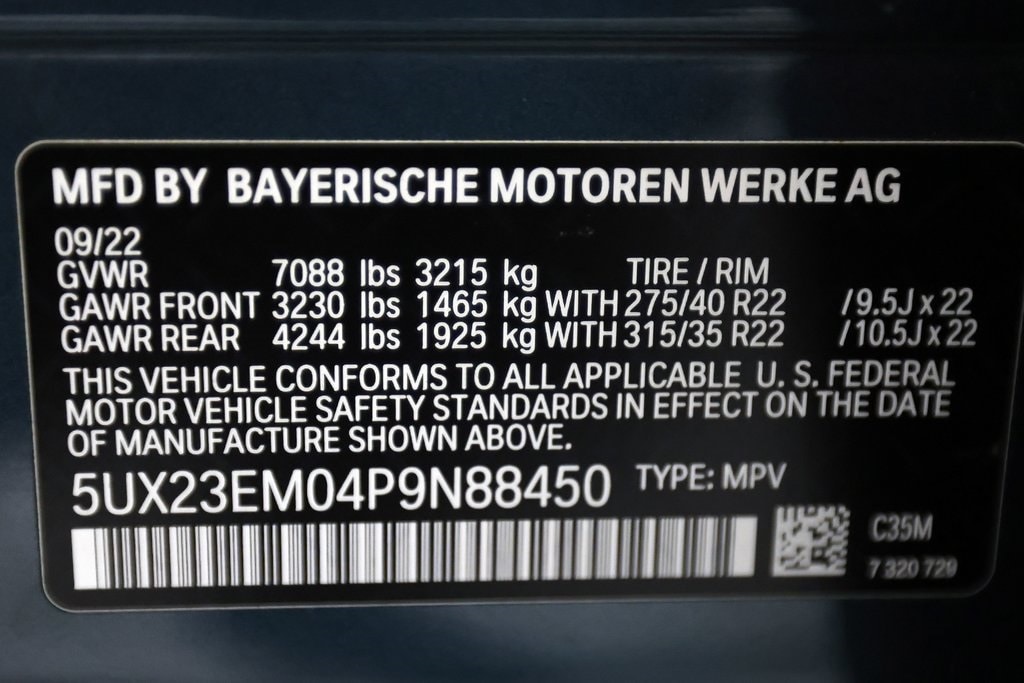 MFD BY BAYERISCHE MOTOREN WERKE AG
09/22
GVWR 7088 lbs 3215 kg TIRE / RIM
GAWR FRONT 3230 lbs 1465 kg WITH 275/40 R22 /9.5J x 22
GAWR REAR 4244 lbs 1925 kg WITH 315/35 R22 /10.5J x 22
THIS VEHICLE CONFORMS TO ALL APPLICABLE U. S. FEDERAL
MOTOR VEHICLE SAFETY STANDARDS IN EFFECT ON THE DATE
OF MANUFACTURE SHOWN ABOVE.
5UX23EM04P9N88450 TYPE: MPV
C35M
7 320 729